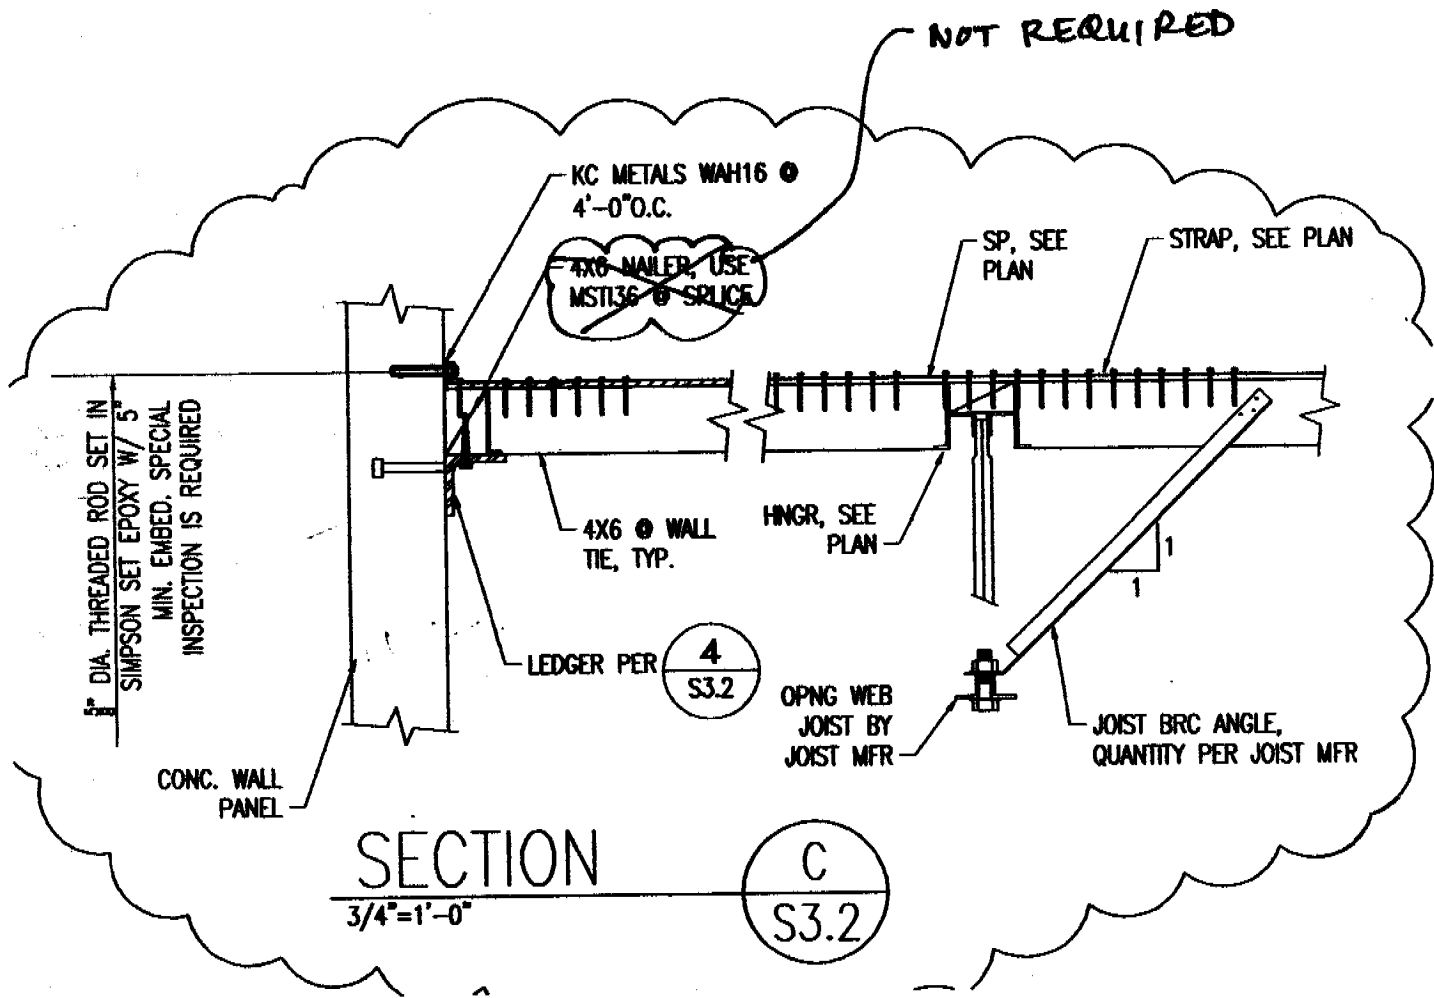 NOT REQUIRED
KC METALS WAH16 @
4'-0"O.C.
4X6 NAILER, USE
MSTI36 @ SPLICE
SP, SEE
PLAN
STRAP, SEE PLAN
DIA. THREADED ROD SET IN
SIMPSON SET EPOXY W/ 5"
MIN. EMBED. SPECIAL
INSPECTION IS REQUIRED
4X6 @ WALL
TIE, TYP.
HNGR, SEE
PLAN
1
1
LEDGER PER
4
S3.2
OPNG WEB
JOIST BY
JOIST MFR
JOIST BRC ANGLE,
QUANTITY PER JOIST MFR
CONC. WALL
PANEL
SECTION
3/4"=1'-0"
C
S3.2